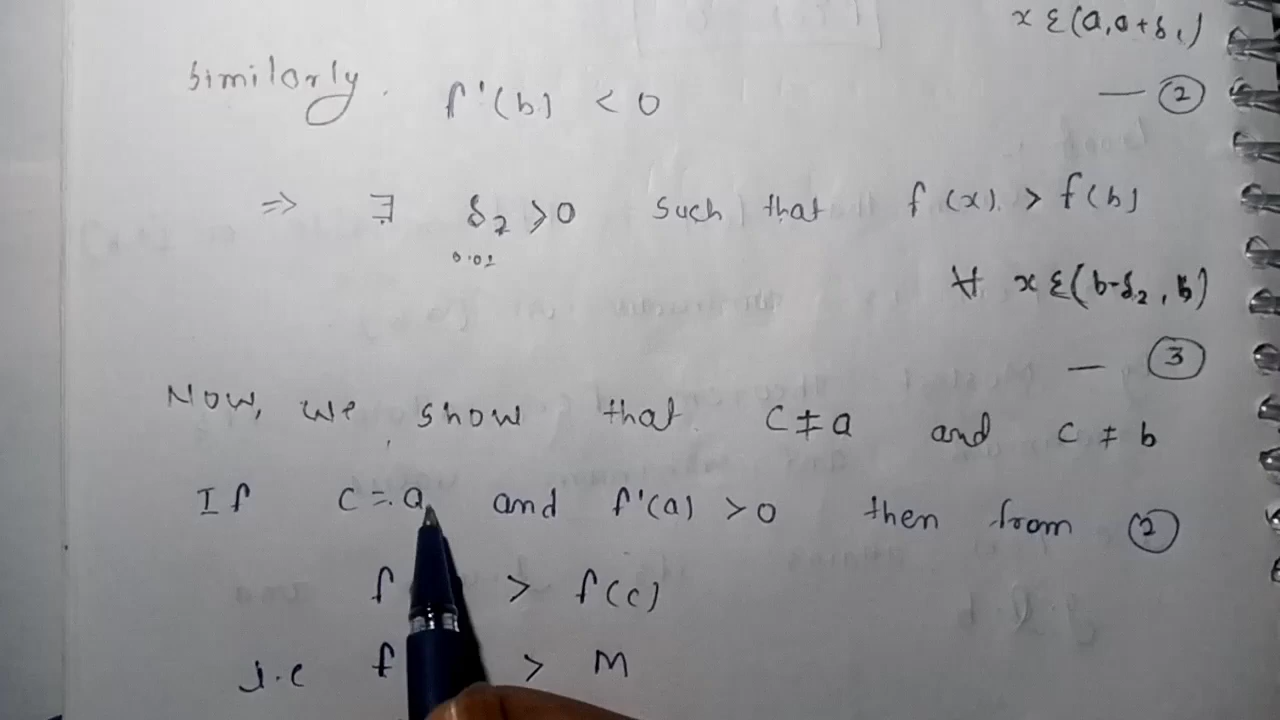 x ε (a, a+δ₁)
Similarly. f'(b) < 0
— ②
⇒ ∃ δ₂ > 0 such that f(x) > f(b)
0.01
∀ x ε (b-δ₂, b)
— ③
Now, we show that c ≠ a and c ≠ b
If c = a and f'(a) > 0 then from ②
f > f(c)
i.e f > M